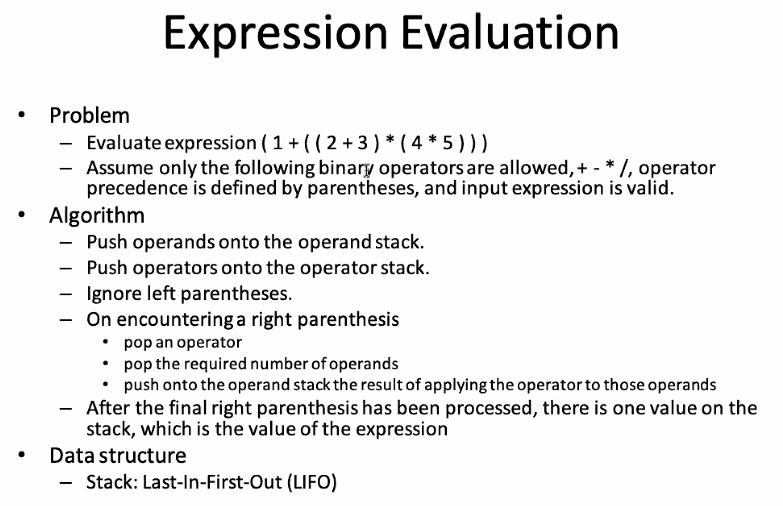 Expression Evaluation
• Problem
– Evaluate expression ( 1 + ( ( 2 + 3 ) * ( 4 * 5 ) ) )
– Assume only the following binary operators are allowed, + - * /, operator
precedence is defined by parentheses, and input expression is valid.
• Algorithm
– Push operands onto the operand stack.
– Push operators onto the operator stack.
– Ignore left parentheses.
– On encountering a right parenthesis
• pop an operator
• pop the required number of operands
• push onto the operand stack the result of applying the operator to those operands
– After the final right parenthesis has been processed, there is one value on the
stack, which is the value of the expression
• Data structure
– Stack: Last-In-First-Out (LIFO)